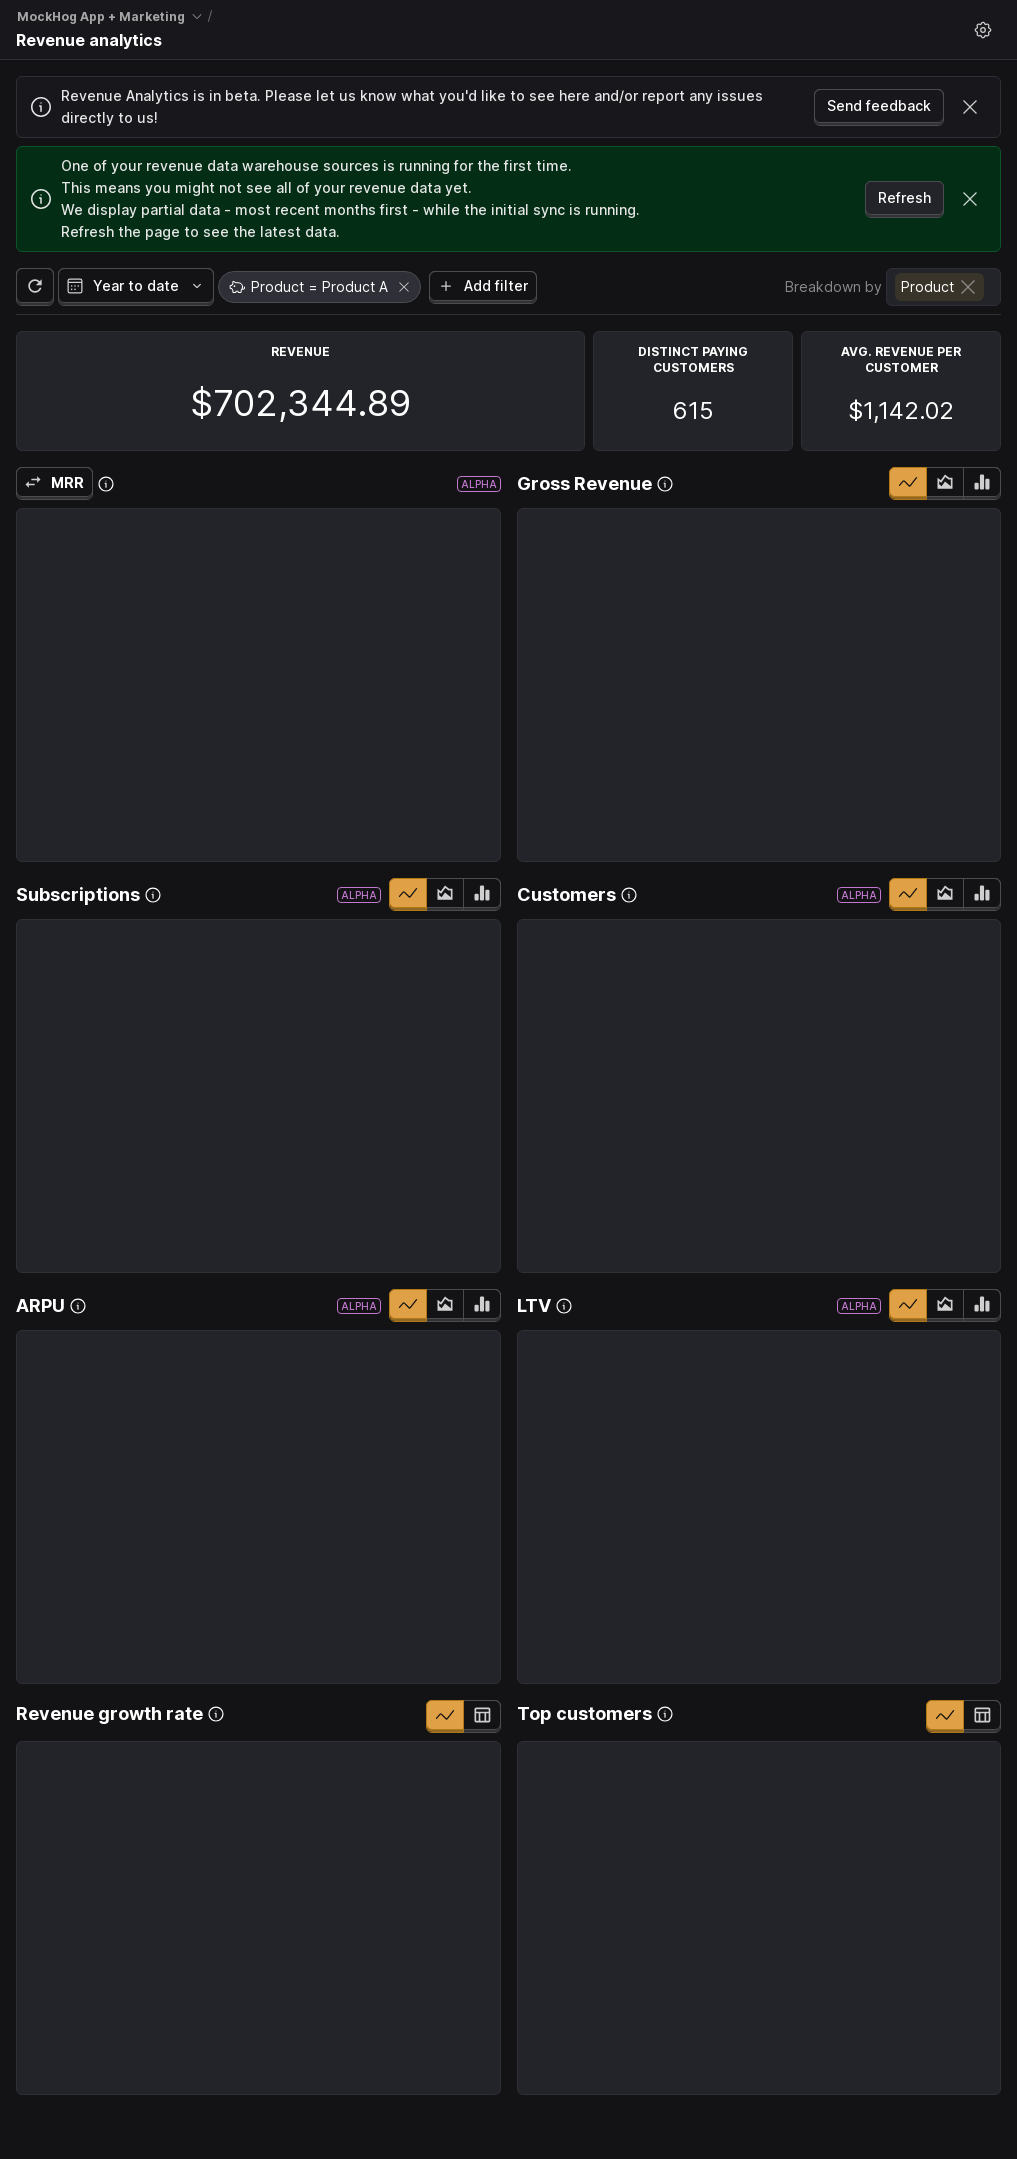 MockHog App + Marketing /
Revenue analytics
Revenue Analytics is in beta. Please let us know what you'd like to see here and/or report any issues
directly to us!
Send feedback
One of your revenue data warehouse sources is running for the first time.
This means you might not see all of your revenue data yet.
We display partial data - most recent months first - while the initial sync is running.
Refresh the page to see the latest data.
Refresh
Year to date
Product = Product A
Add filter
Breakdown by
Product
REVENUE
$702,344.89
DISTINCT PAYING
CUSTOMERS
615
AVG. REVENUE PER
CUSTOMER
$1,142.02
MRR
ALPHA
Gross Revenue
Subscriptions
ALPHA
Customers
ALPHA
ARPU
ALPHA
LTV
ALPHA
Revenue growth rate
Top customers